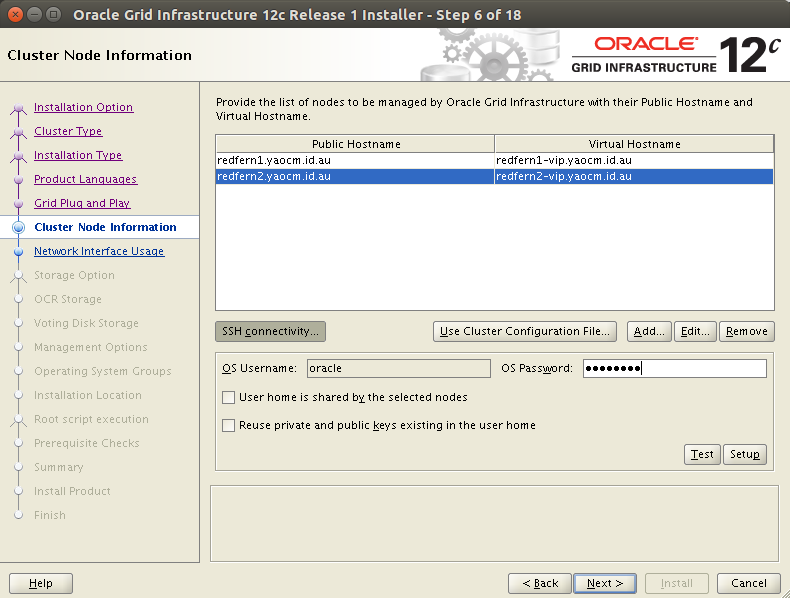 Oracle Grid Infrastructure 12c Release 1 Installer - Step 6 of 18
Cluster Node Information
ORACLE
GRID INFRASTRUCTURE
12c
Installation Option
Cluster Type
Installation Type
Product Languages
Grid Plug and Play
Cluster Node Information
Network Interface Usage
Storage Option
OCR Storage
Voting Disk Storage
Management Options
Operating System Groups
Installation Location
Root script execution
Prerequisite Checks
Summary
Install Product
Finish
Provide the list of nodes to be managed by Oracle Grid Infrastructure with their Public Hostname and
Virtual Hostname.
Public Hostname Virtual Hostname
redfern1.yaocm.id.au redfern1-vip.yaocm.id.au
redfern2.yaocm.id.au redfern2-vip.yaocm.id.au
SSH connectivity... Use Cluster Configuration File... Add... Edit... Remove
OS Username: oracle OS Password: ●●●●●●●●
User home is shared by the selected nodes
Reuse private and public keys existing in the user home
Test Setup
Help < Back Next > Install Cancel